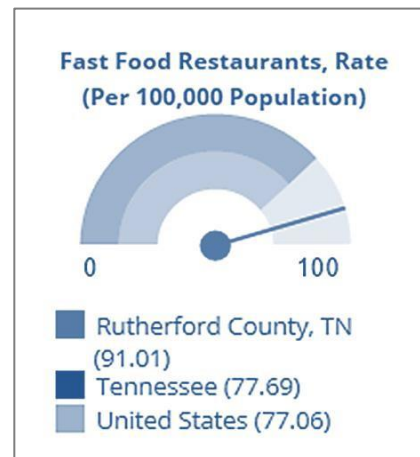 Fast Food Restaurants, Rate
(Per 100,000 Population)
0
100
Rutherford County, TN
(91.01)
Tennessee (77.69)
United States (77.06)